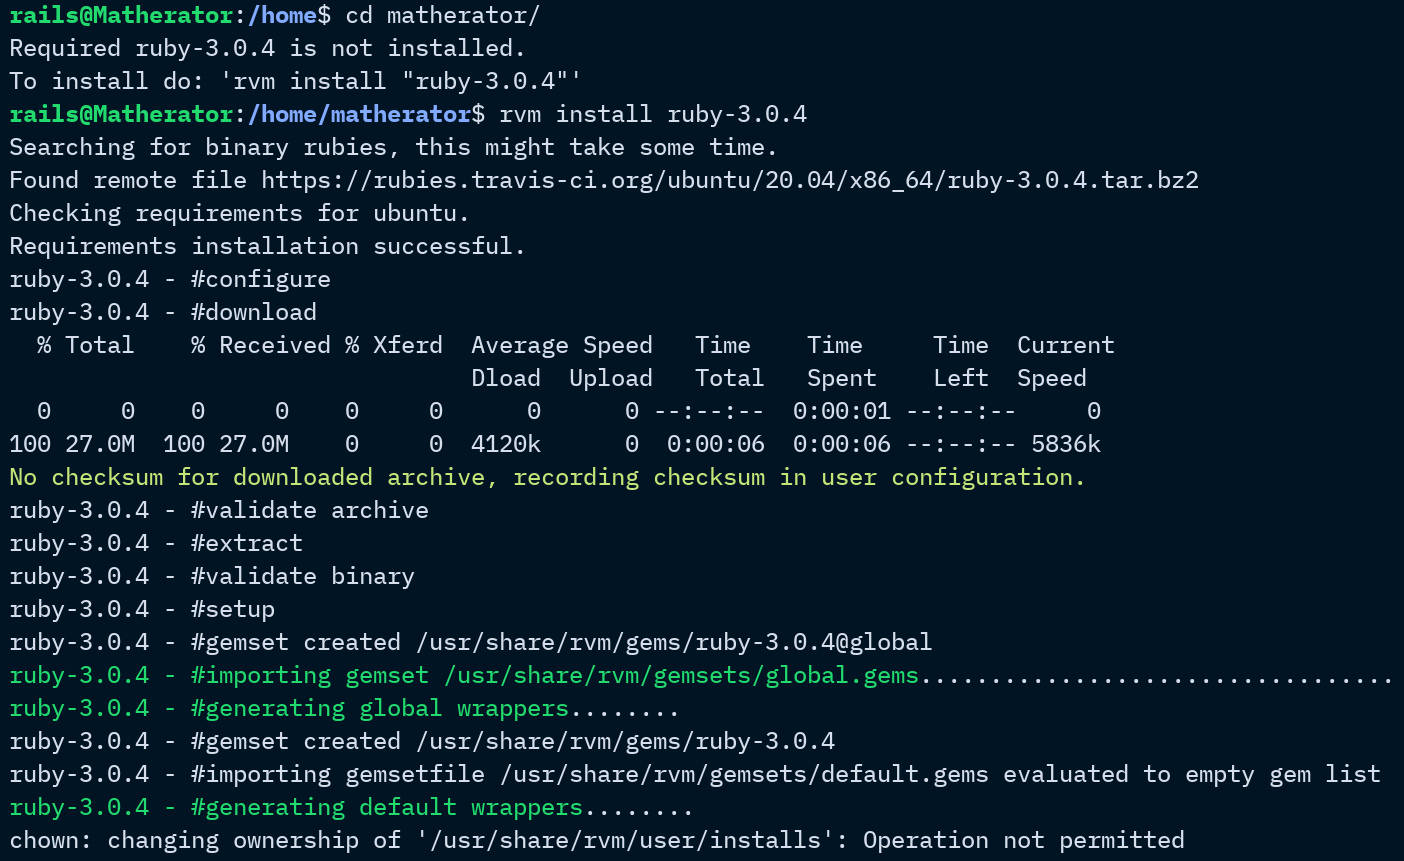 rails@Matherator:/home$ cd matherator/
Required ruby-3.0.4 is not installed.
To install do: 'rvm install "ruby-3.0.4"'
rails@Matherator:/home/matherator$ rvm install ruby-3.0.4
Searching for binary rubies, this might take some time.
Found remote file https://rubies.travis-ci.org/ubuntu/20.04/x86_64/ruby-3.0.4.tar.bz2
Checking requirements for ubuntu.
Requirements installation successful.
ruby-3.0.4 - #configure
ruby-3.0.4 - #download
  % Total    % Received % Xferd  Average Speed   Time    Time     Time  Current
                                 Dload  Upload   Total   Spent    Left  Speed
  0     0    0     0    0     0      0      0 --:--:--  0:00:01 --:--:--     0
100 27.0M  100 27.0M    0     0  4120k      0  0:00:06  0:00:06 --:--:-- 5836k
No checksum for downloaded archive, recording checksum in user configuration.
ruby-3.0.4 - #validate archive
ruby-3.0.4 - #extract
ruby-3.0.4 - #validate binary
ruby-3.0.4 - #setup
ruby-3.0.4 - #gemset created /usr/share/rvm/gems/ruby-3.0.4@global
ruby-3.0.4 - #importing gemset /usr/share/rvm/gemsets/global.gems..................................
ruby-3.0.4 - #generating global wrappers........
ruby-3.0.4 - #gemset created /usr/share/rvm/gems/ruby-3.0.4
ruby-3.0.4 - #importing gemsetfile /usr/share/rvm/gemsets/default.gems evaluated to empty gem list
ruby-3.0.4 - #generating default wrappers........
chown: changing ownership of '/usr/share/rvm/user/installs': Operation not permitted